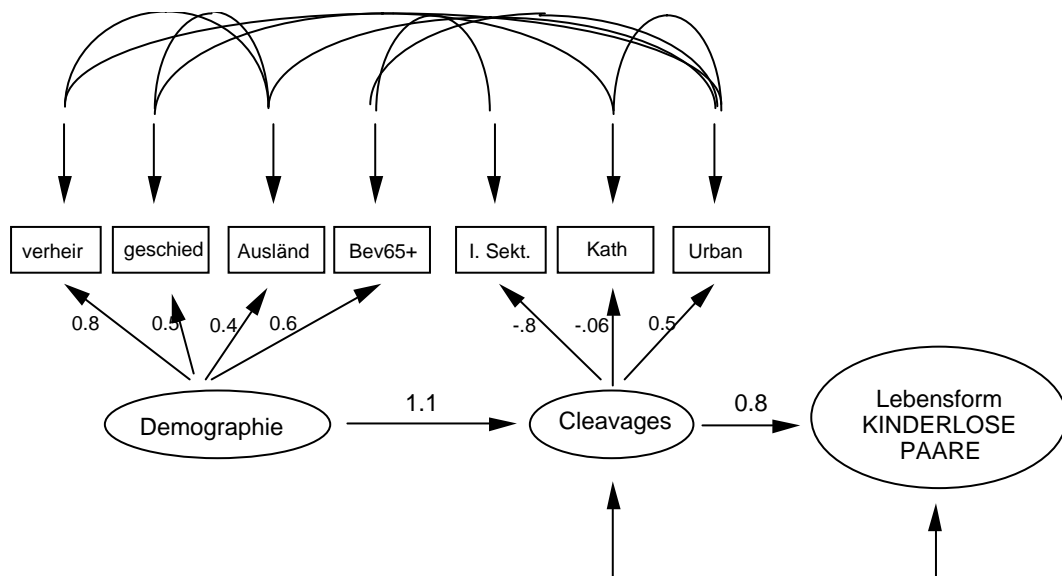 verheir geschied Ausländ Bev65+ I. Sekt. Kath Urban
0.8 0.5 0.4 0.6 -.8 -.06 0.5
Demographie 1.1 Cleavages 0.8 Lebensform
KINDERLOSE
PAARE